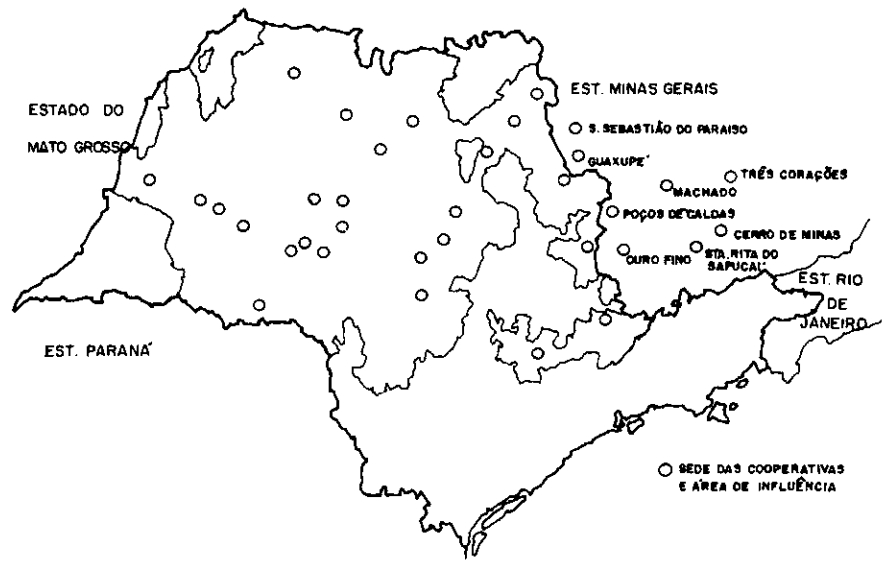 EST. MINAS GERAIS
ESTADO DO
MATO GROSSO
S. SEBASTIÃO DO PARAISO
GUAXUPE´
TRÊS CORAÇÕES
MACHADO
POÇOS DE CALDAS
CERRO DE MINAS
OURO FINO
STA. RITA DO
SAPUCAI´
EST. RIO
DE
JANEIRO
EST. PARANA´
SEDE DAS COOPERATIVAS
E ÁREA DE INFLUÊNCIA